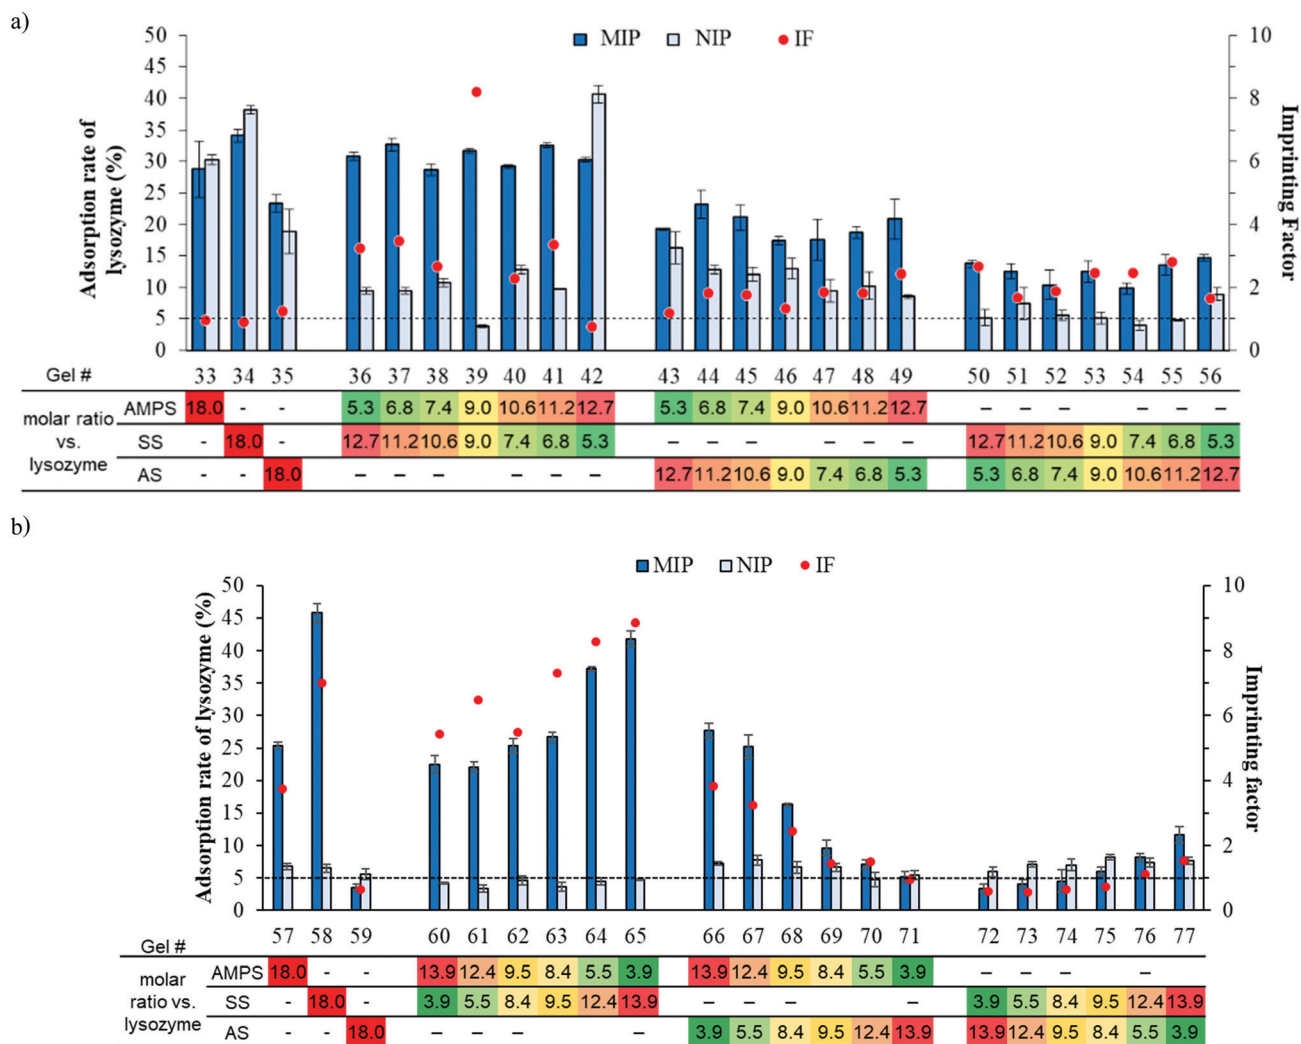 a)
MIP NIP IF
Adsorption rate of
lysozyme (%)
50
45
40
35
30
25
20
15
10
5
0
10
8
6
4
2
0
Imprinting Factor
Gel # 33 34 35 36 37 38 39 40 41 42 43 44 45 46 47 48 49 50 51 52 53 54 55 56
molar ratio
vs.
lysozyme
AMPS 18.0 - - 5.3 6.8 7.4 9.0 10.6 11.2 12.7 5.3 6.8 7.4 9.0 10.6 11.2 12.7 – – – – – – –
SS - 18.0 - 12.7 11.2 10.6 9.0 7.4 6.8 5.3 – – – – – – – 12.7 11.2 10.6 9.0 7.4 6.8 5.3
AS - - 18.0 – – – – – – – 12.7 11.2 10.6 9.0 7.4 6.8 5.3 5.3 6.8 7.4 9.0 10.6 11.2 12.7
b)
MIP NIP IF
Adsorption rate of lysozyme (%)
50
45
40
35
30
25
20
15
10
5
0
10
8
6
4
2
0
Imprinting factor
Gel # 57 58 59 60 61 62 63 64 65 66 67 68 69 70 71 72 73 74 75 76 77
molar
ratio vs.
lysozyme
AMPS 18.0 - - 13.9 12.4 9.5 8.4 5.5 3.9 13.9 12.4 9.5 8.4 5.5 3.9 – – – – –
SS - 18.0 - 3.9 5.5 8.4 9.5 12.4 13.9 – – – – – 3.9 5.5 8.4 9.5 12.4 13.9
AS - - 18.0 – – – – – 3.9 5.5 8.4 9.5 12.4 13.9 13.9 12.4 9.5 8.4 5.5 3.9